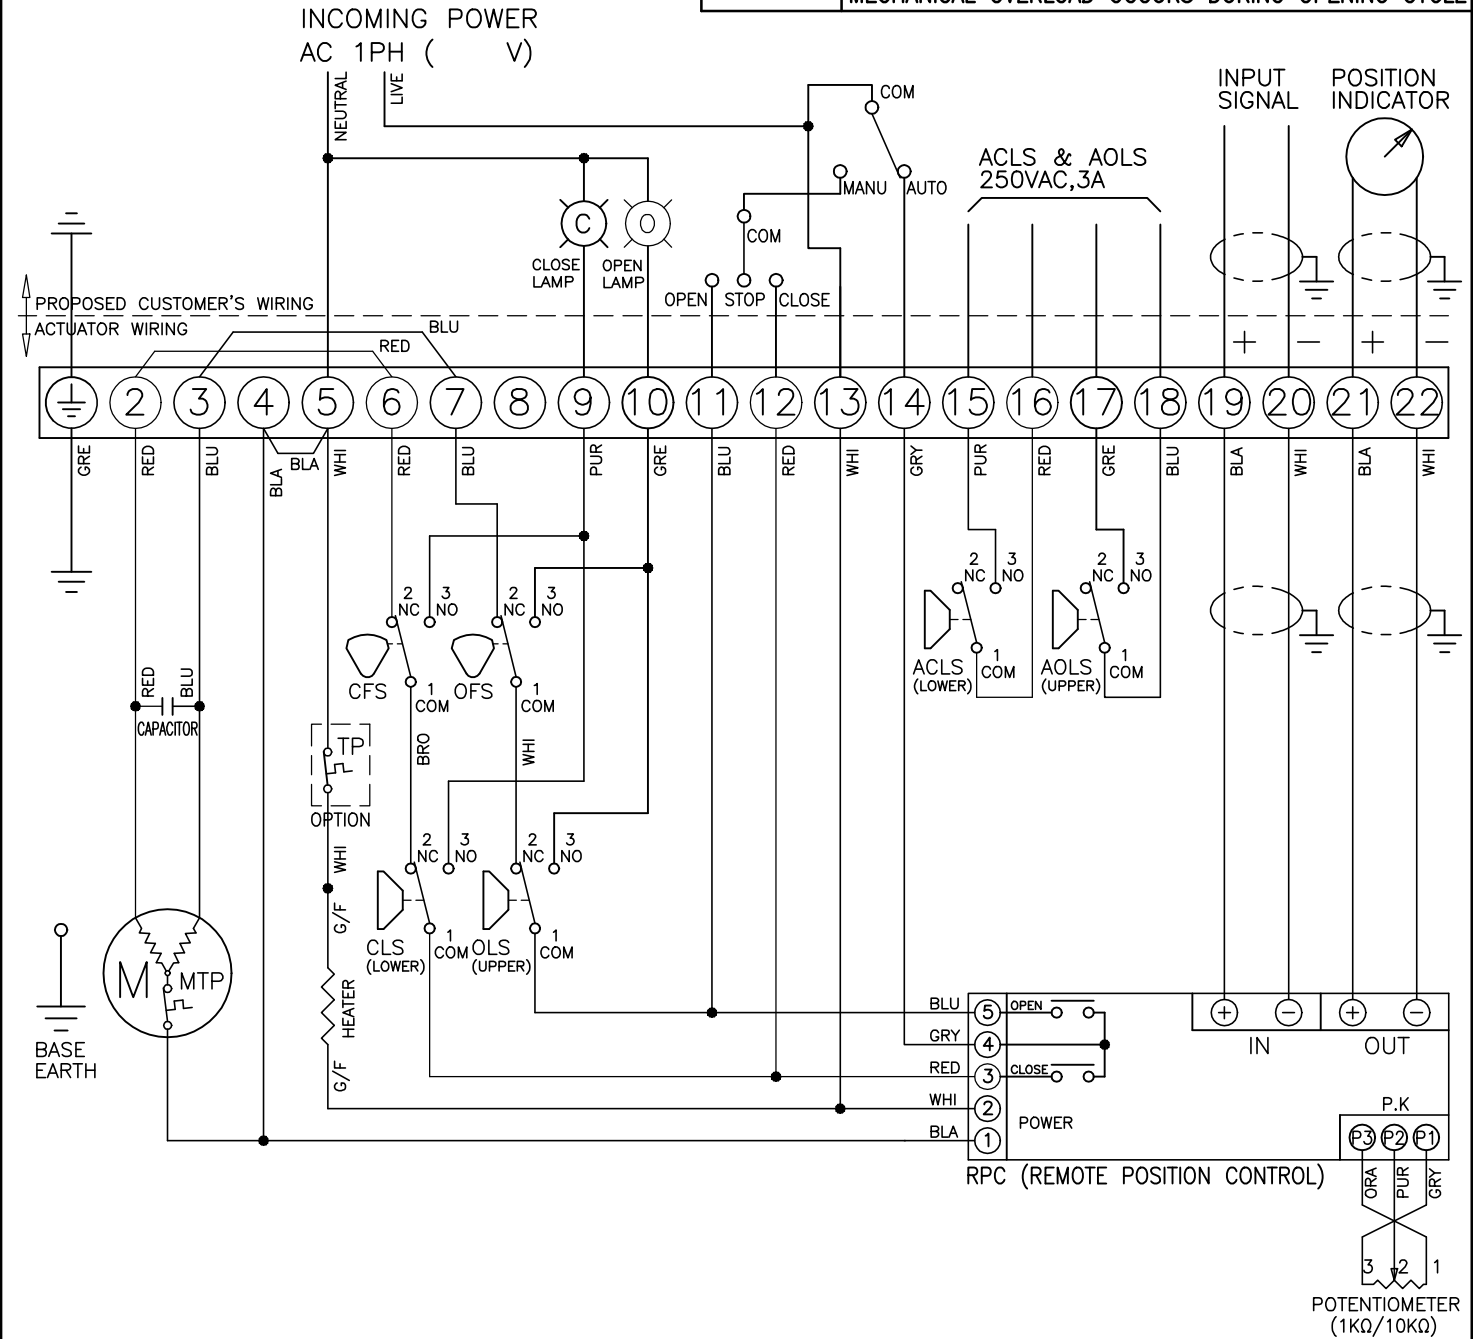 MECHANICAL OVERLOAD OCCURS DURING OPENING CYCLE
INCOMING POWER
AC 1PH ( V)
NEUTRAL
LIVE
COM
MANU
AUTO
ACLS & AOLS
250VAC,3A
INPUT
SIGNAL
POSITION
INDICATOR
C
O
CLOSE
LAMP
OPEN
LAMP
COM
OPEN
STOP
CLOSE
PROPOSED CUSTOMER'S WIRING
ACTUATOR WIRING
BLU
RED
+ − + −
2 3 4 5 6 7 8 9 10 11 12 13 14 15 16 17 18 19 20 21 22
GRE RED BLU BLA BLA WHI RED BLU PUR GRE BLU RED WHI GRY PUR RED GRE BLU BLA WHI BLA WHI
2 NC 3 NO
CFS
1 COM
2 NC 3 NO
OFS
1 COM
2 NC 3 NO
ACLS
(LOWER)
1 COM
2 NC 3 NO
AOLS
(UPPER)
1 COM
RED
BLU
CAPACITOR
TP
OPTION
BRO
WHI
WHI
G/F
HEATER
G/F
2 NC 3 NO
CLS
(LOWER)
1 COM
2 NC 3 NO
OLS
(UPPER)
1 COM
M
MTP
BASE
EARTH
BLU 5 OPEN
GRY 4
RED 3 CLOSE
WHI 2
POWER
BLA 1
+ − + −
IN
OUT
P.K
P3 P2 P1
RPC (REMOTE POSITION CONTROL)
ORA PUR GRY
3 2 1
POTENTIOMETER
(1KΩ/10KΩ)